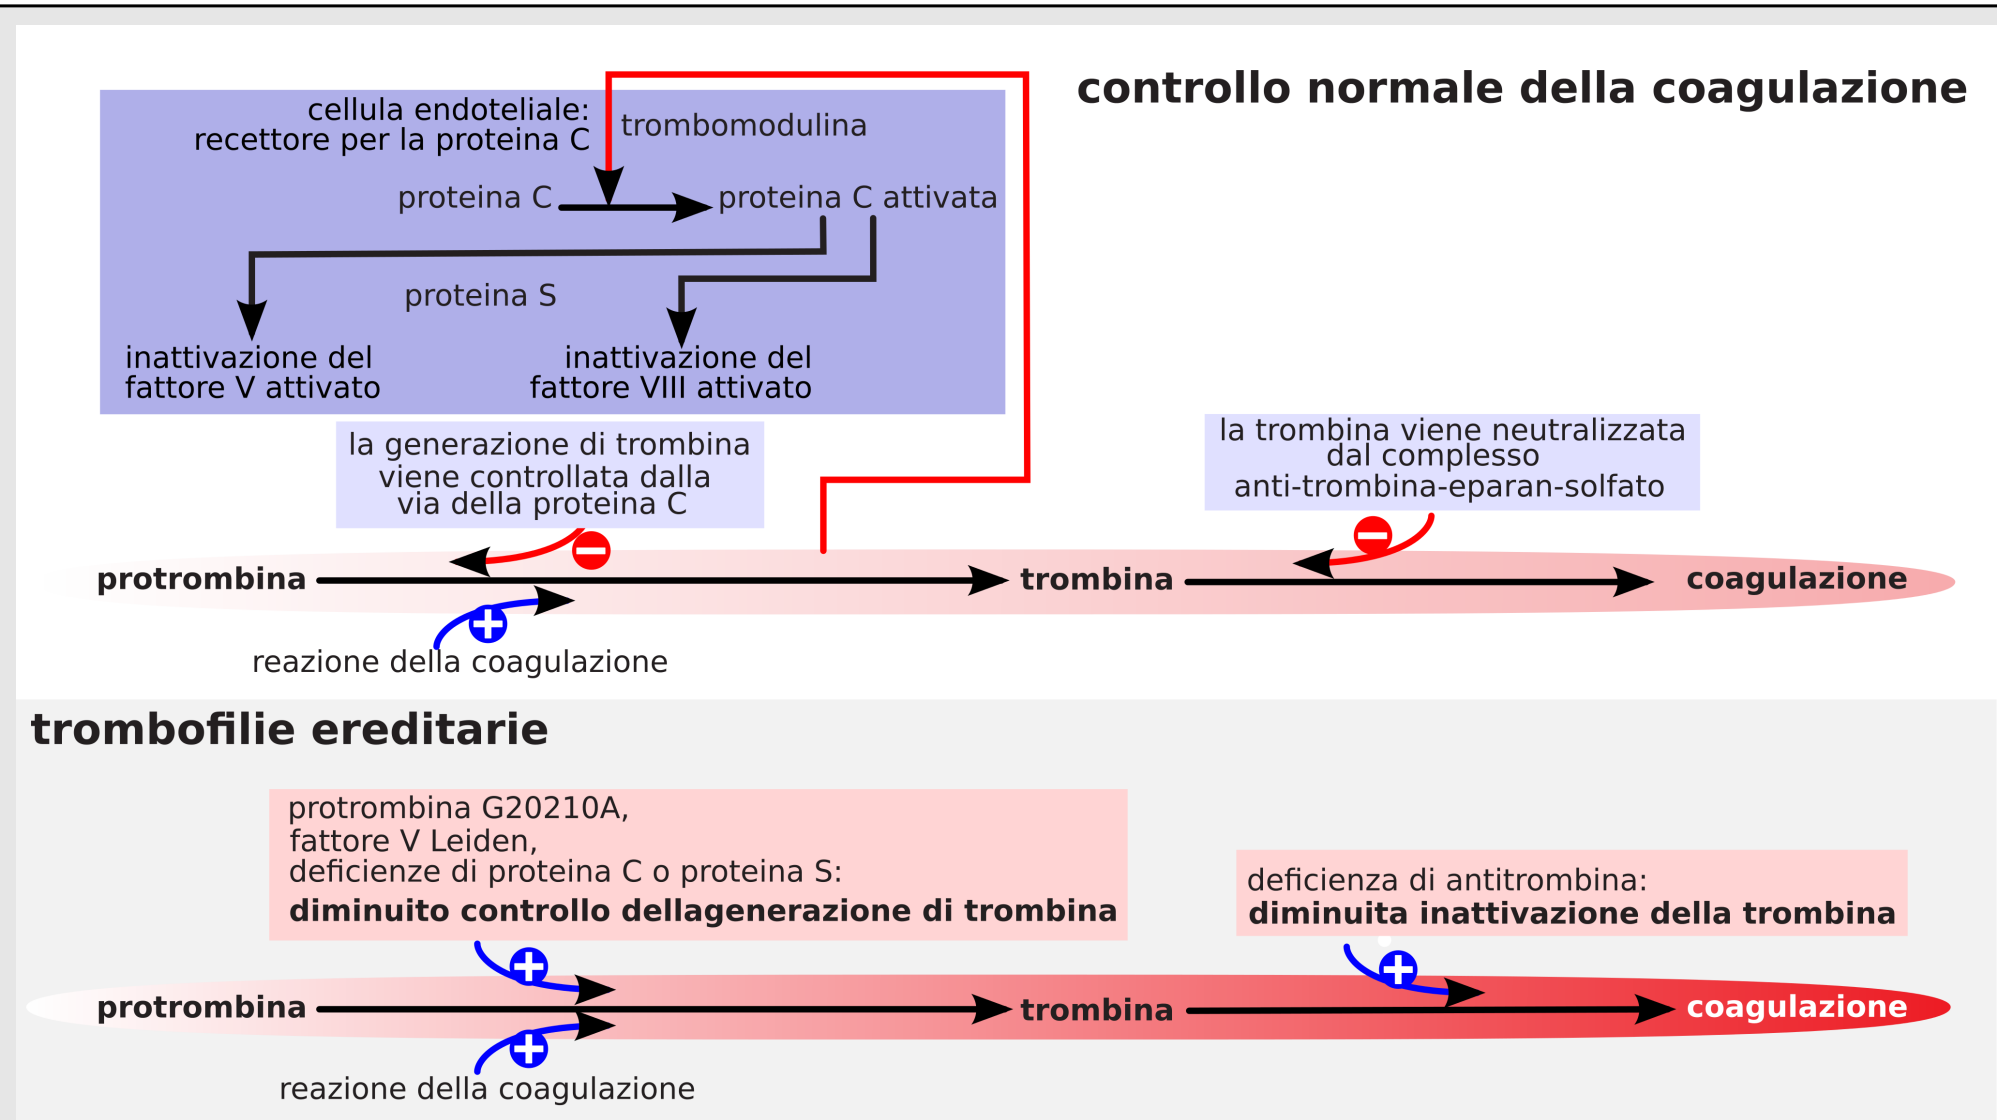 controllo normale della coagulazione
cellula endoteliale:
recettore per la proteina C
trombomodulina
proteina C
proteina C attivata
proteina S
inattivazione del
fattore V attivato
inattivazione del
fattore VIII attivato
la generazione di trombina
viene controllata dalla
via della proteina C
la trombina viene neutralizzata
dal complesso
anti-trombina-eparan-solfato
protrombina
trombina
coagulazione
reazione della coagulazione
trombofilie ereditarie
protrombina G20210A,
fattore V Leiden,
deficienze di proteina C o proteina S:
diminuito controllo dellagenerazione di trombina
deficienza di antitrombina:
diminuita inattivazione della trombina
protrombina
trombina
coagulazione
reazione della coagulazione